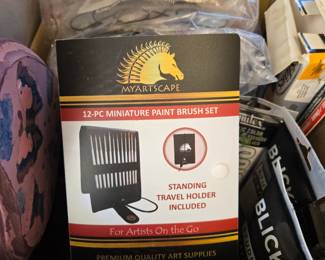 MYARTSCAPE
12-PC MINIATURE PAINT BRUSH SET
STANDING
TRAVEL HOLDER
INCLUDED
For Artists On the Go
PREMIUM QUALITY ART SUPPLIES
BLICK
BLICK